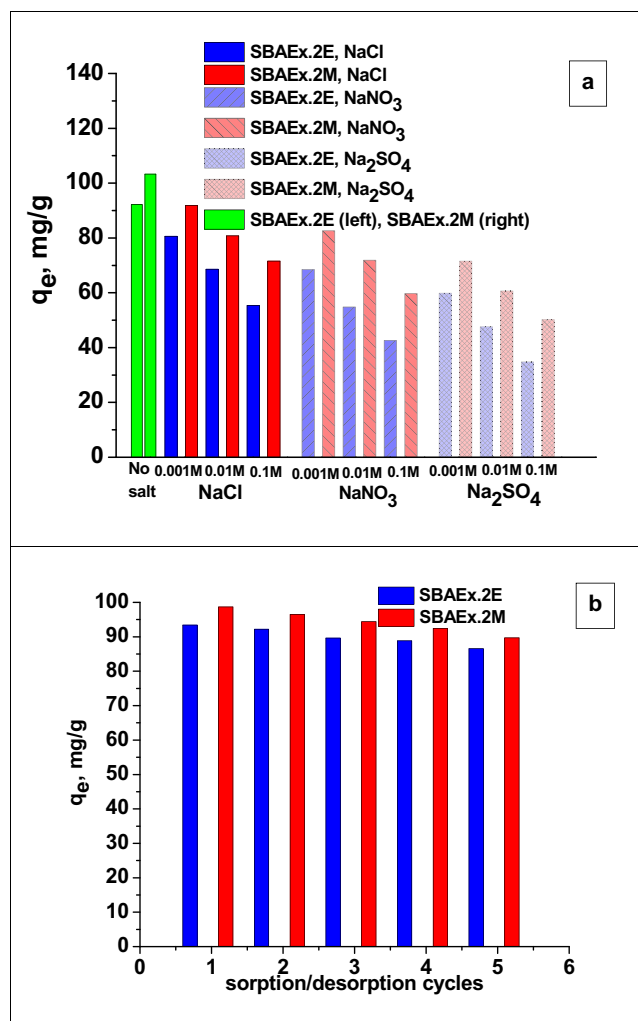 SBAEx.2E, NaCl
SBAEx.2M, NaCl
SBAEx.2E, NaNO₃
SBAEx.2M, NaNO₃
SBAEx.2E, Na₂SO₄
SBAEx.2M, Na₂SO₄
SBAEx.2E (left), SBAEx.2M (right)
a
140
120
100
80
60
40
20
0
qₑ, mg/g
No salt
0.001M 0.01M 0.1M
0.001M 0.01M 0.1M
0.001M 0.01M 0.1M
NaCl
NaNO₃
Na₂SO₄
SBAEx.2E
SBAEx.2M
b
100
90
80
70
60
50
40
30
20
10
0
qₑ, mg/g
0 1 2 3 4 5 6
sorption/desorption cycles